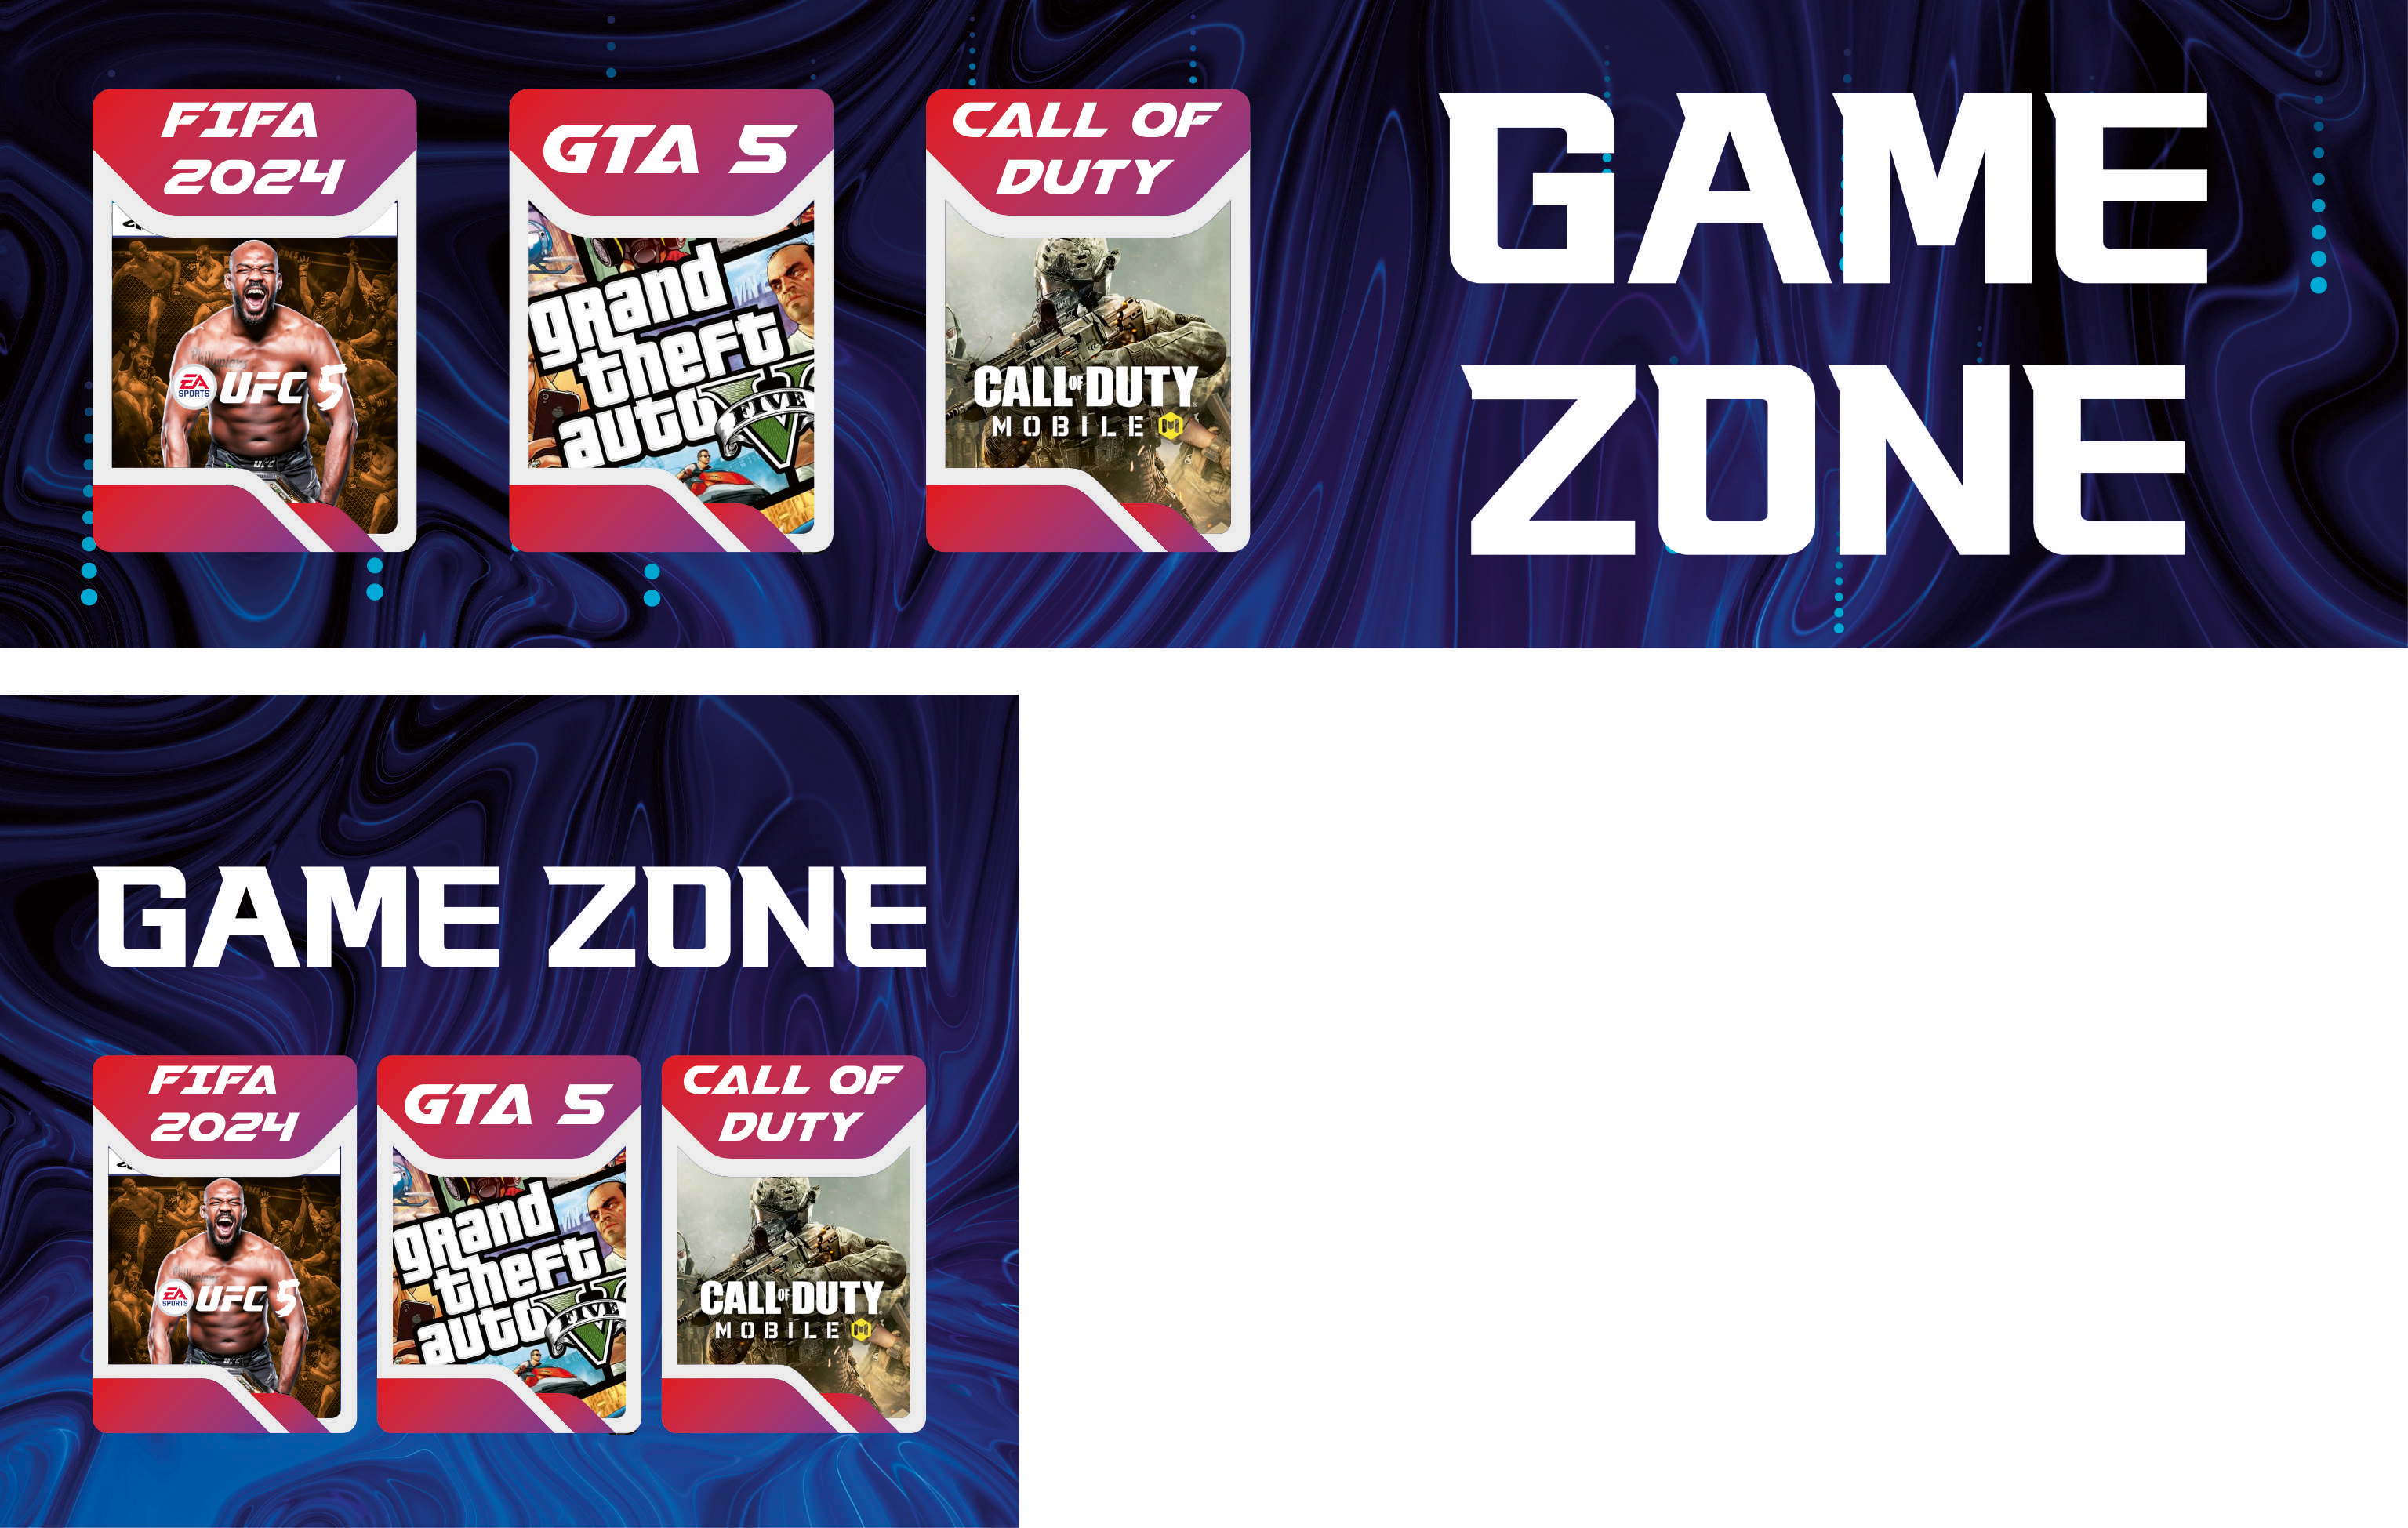 FIFA
2024
EA
SPORTS
UFC 5
UFC
GTA 5
grand
theft
auto
FIVE
CALL OF
DUTY
CALL OF DUTY
MOBILE
GAME
ZONE
GAME ZONE
FIFA
2024
EA
SPORTS
UFC 5
UFC
GTA 5
grand
theft
auto
FIVE
CALL OF
DUTY
CALL OF DUTY
MOBILE